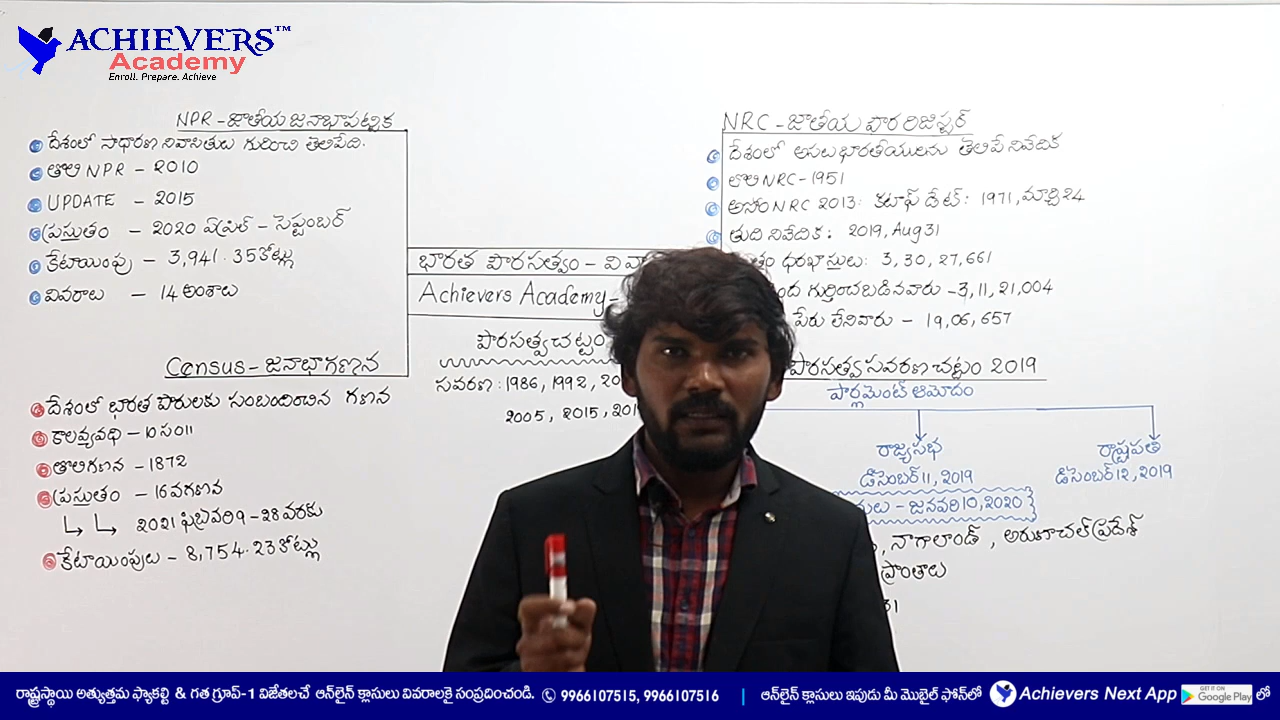 ACHIEVERS™
Academy
Enroll. Prepare. Achieve
NPR - జాతీయ జనాభా పట్టిక
దేశంలో సాధారణ నివాసితుల గురించి తెలిపేది.
తొలి NPR - 2010
UPDATE - 2015
ప్రస్తుతం - 2020 ఏప్రిల్ - సెప్టెంబర్
కేటాయింపు - 3,941.35 కోట్లు
వివరాలు - 14 అంశాలు
Census - జనాభాగణన
దేశంలో భారత పౌరులకు సంబంధించిన గణన
కాలవ్యవధి - 10 సం॥
తొలిగణన - 1872
ప్రస్తుతం - 16వ గణన
2021 ఫిబ్రవరి 9 - 28 వరకు
కేటాయింపులు - 8,754.23 కోట్లు
భారత పౌరసత్వం -
Achievers Academy -
పౌరసత్వ చట్టం
సవరణ : 1986, 1992, 20
2005, 2015, 201
NRC - జాతీయ పౌర రిజిస్టర్
దేశంలో అసలు భారతీయులను తెలిపే నివేదిక
తొలి NRC - 1951
అసోం NRC 2013: కటాఫ్ డేట్: 1971, మార్చి 24
తుది నివేదిక: 2019, Aug 31
ధరఖాస్తులు: 3,30,27,661
గుర్తించబడినవారు - 3,11,21,004
పేరు లేనివారు - 19,06,657
పౌరసత్వ సవరణ చట్టం 2019
పార్లమెంట్ ఆమోదం
రాజ్యసభ
డిసెంబర్ 11, 2019
రాష్ట్రపతి
డిసెంబర్ 12, 2019
- జనవరి 10, 2020
, నాగాలాండ్, అరుణాచల్ ప్రదేశ్
ప్రాంతాలు
31
రాష్ట్రస్థాయి అత్యుత్తమ ఫ్యాకల్టీ & గత గ్రూప్-1 విజేతలచే ఆన్‌లైన్ క్లాసులు వివరాలకై సంప్రదించండి. 9966107515, 9966107516 | ఆన్‌లైన్ క్లాసులు ఇపుడు మీ మొబైల్ ఫోన్‌లో Achievers Next App GET IT ON Google Play లో